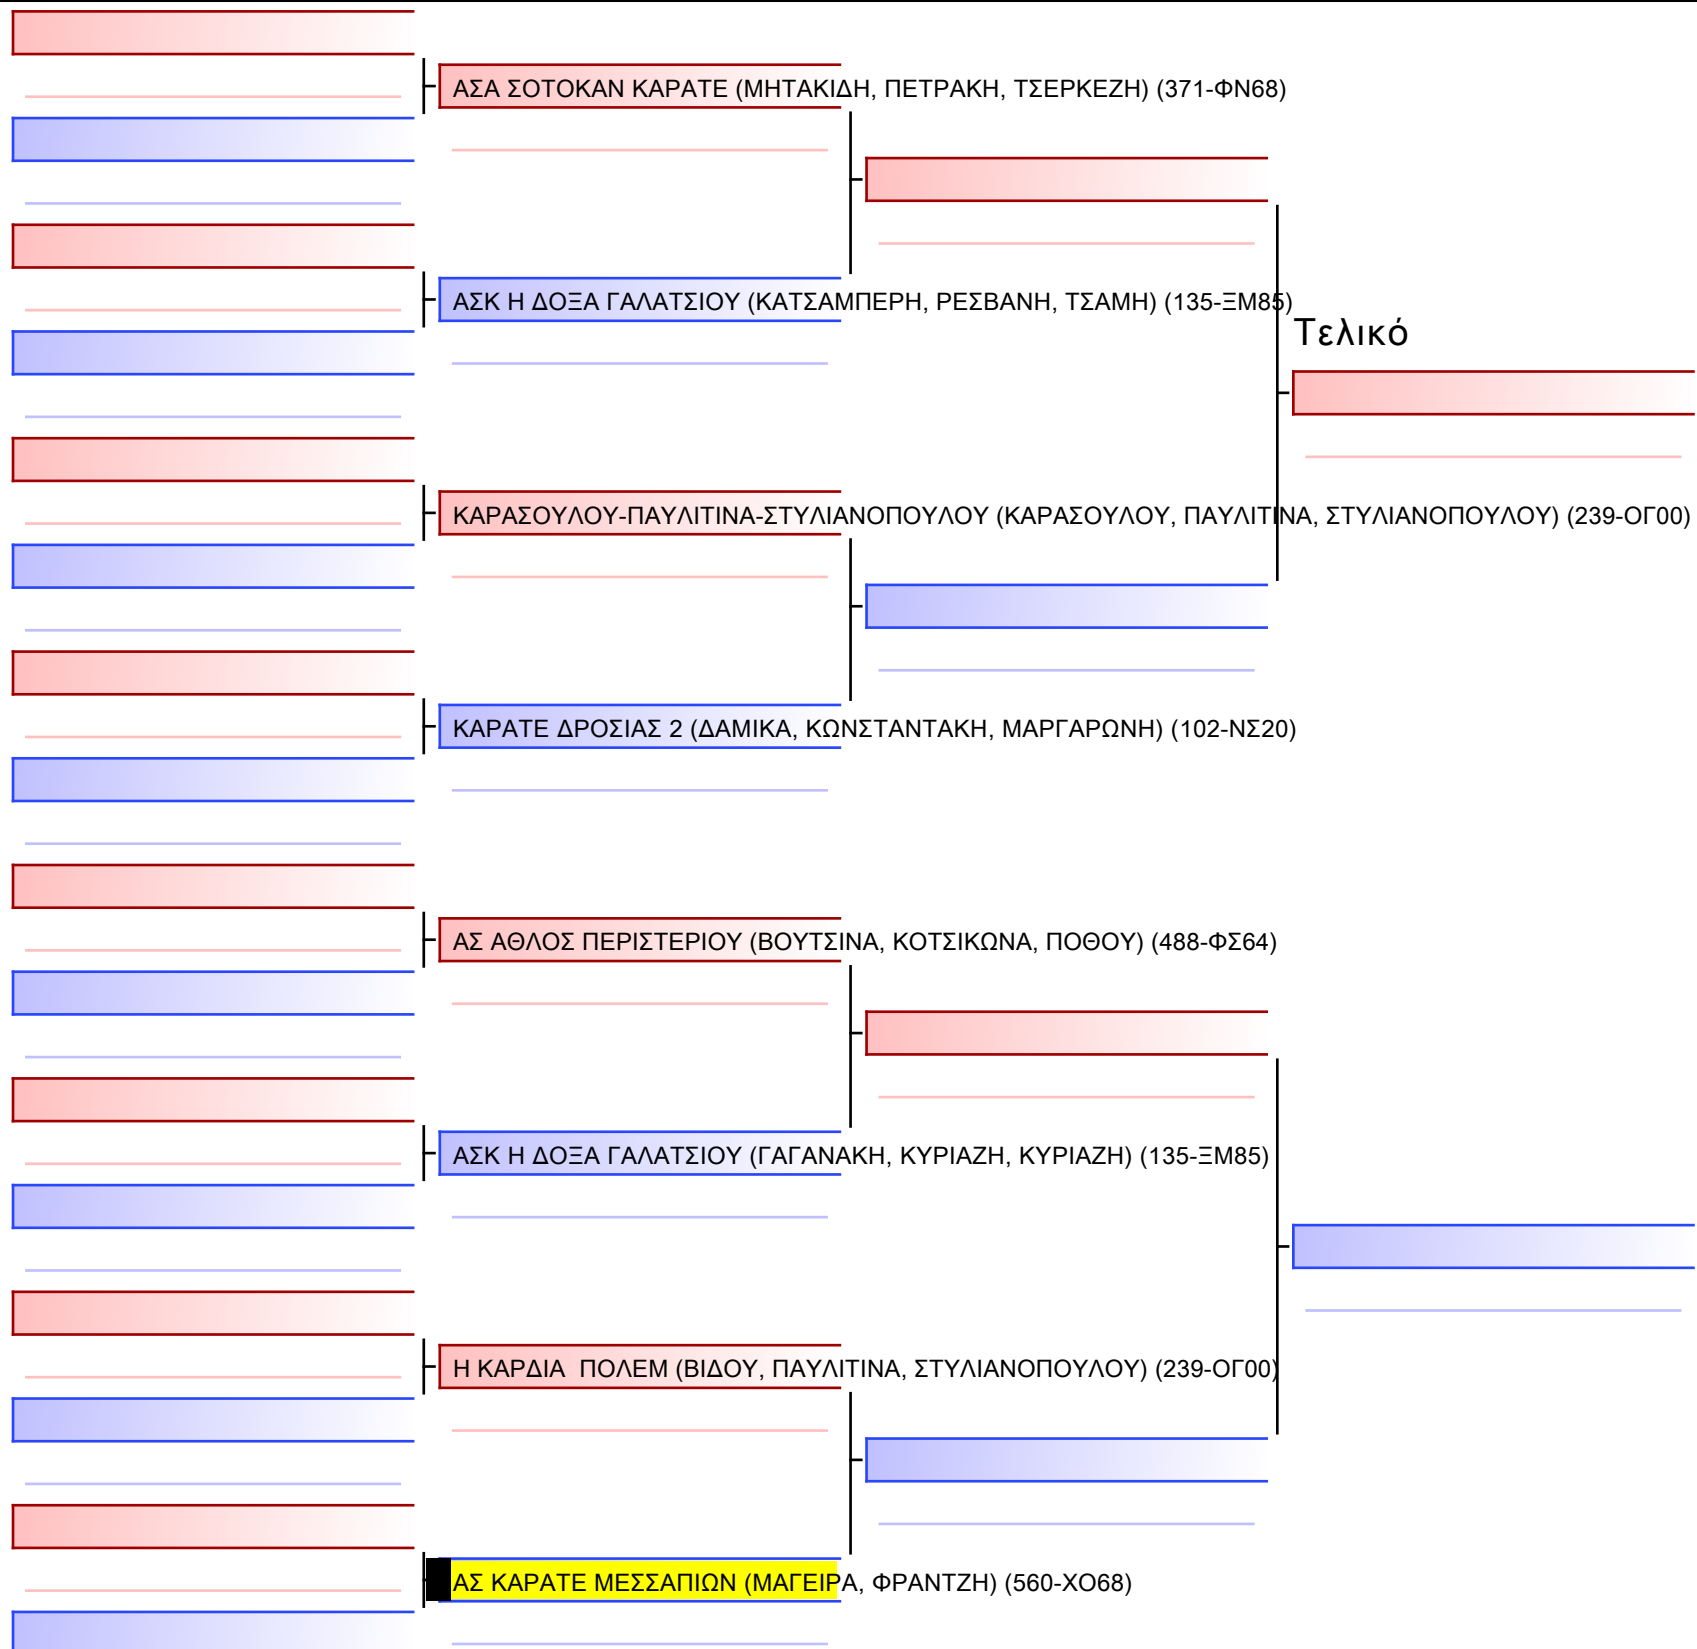 ΑΣΑ ΣΟΤΟΚΑΝ ΚΑΡΑΤΕ (ΜΗΤΑΚΙΔΗ, ΠΕΤΡΑΚΗ, ΤΣΕΡΚΕΖΗ) (371-ΦΝ68)
ΑΣΚ Η ΔΟΞΑ ΓΑΛΑΤΣΙΟΥ (ΚΑΤΣΑΜΠΕΡΗ, ΡΕΣΒΑΝΗ, ΤΣΑΜΗ) (135-ΞΜ85)
Τελικό
ΚΑΡΑΣΟΥΛΟΥ-ΠΑΥΛΙΤΙΝΑ-ΣΤΥΛΙΑΝΟΠΟΥΛΟΥ (ΚΑΡΑΣΟΥΛΟΥ, ΠΑΥΛΙΤΙΝΑ, ΣΤΥΛΙΑΝΟΠΟΥΛΟΥ) (239-ΟΓ00)
ΚΑΡΑΤΕ ΔΡΟΣΙΑΣ 2 (ΔΑΜΙΚΑ, ΚΩΝΣΤΑΝΤΑΚΗ, ΜΑΡΓΑΡΩΝΗ) (102-ΝΣ20)
ΑΣ ΑΘΛΟΣ ΠΕΡΙΣΤΕΡΙΟΥ (ΒΟΥΤΣΙΝΑ, ΚΟΤΣΙΚΩΝΑ, ΠΟΘΟΥ) (488-ΦΣ64)
ΑΣΚ Η ΔΟΞΑ ΓΑΛΑΤΣΙΟΥ (ΓΑΓΑΝΑΚΗ, ΚΥΡΙΑΖΗ, ΚΥΡΙΑΖΗ) (135-ΞΜ85)
Η ΚΑΡΔΙΑ  ΠΟΛΕΜ (ΒΙΔΟΥ, ΠΑΥΛΙΤΙΝΑ, ΣΤΥΛΙΑΝΟΠΟΥΛΟΥ) (239-ΟΓ00)
ΑΣ ΚΑΡΑΤΕ ΜΕΣΣΑΠΙΩΝ (ΜΑΓΕΙΡΑ, ΦΡΑΝΤΖΗ) (560-ΧΟ68)